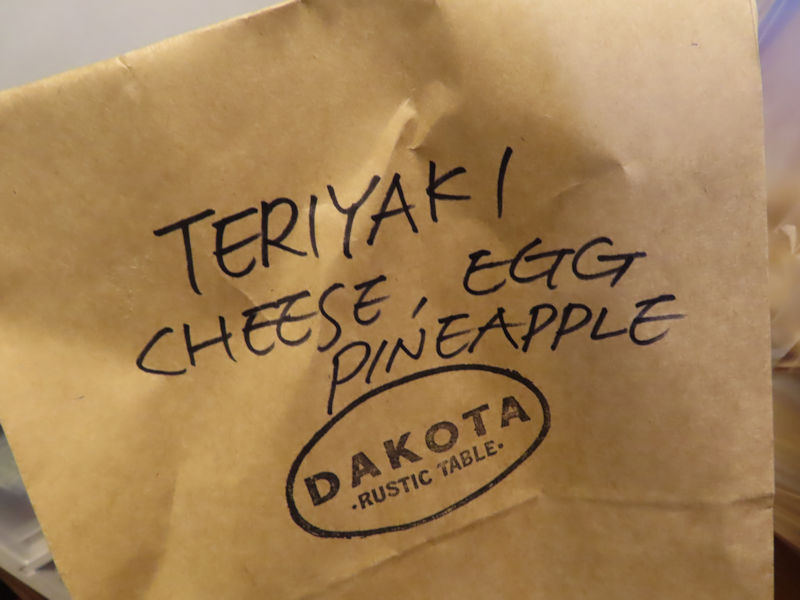 TERIYAKI
CHEESE, EGG
PINEAPPLE
DAKOTA
·RUSTIC TABLE·